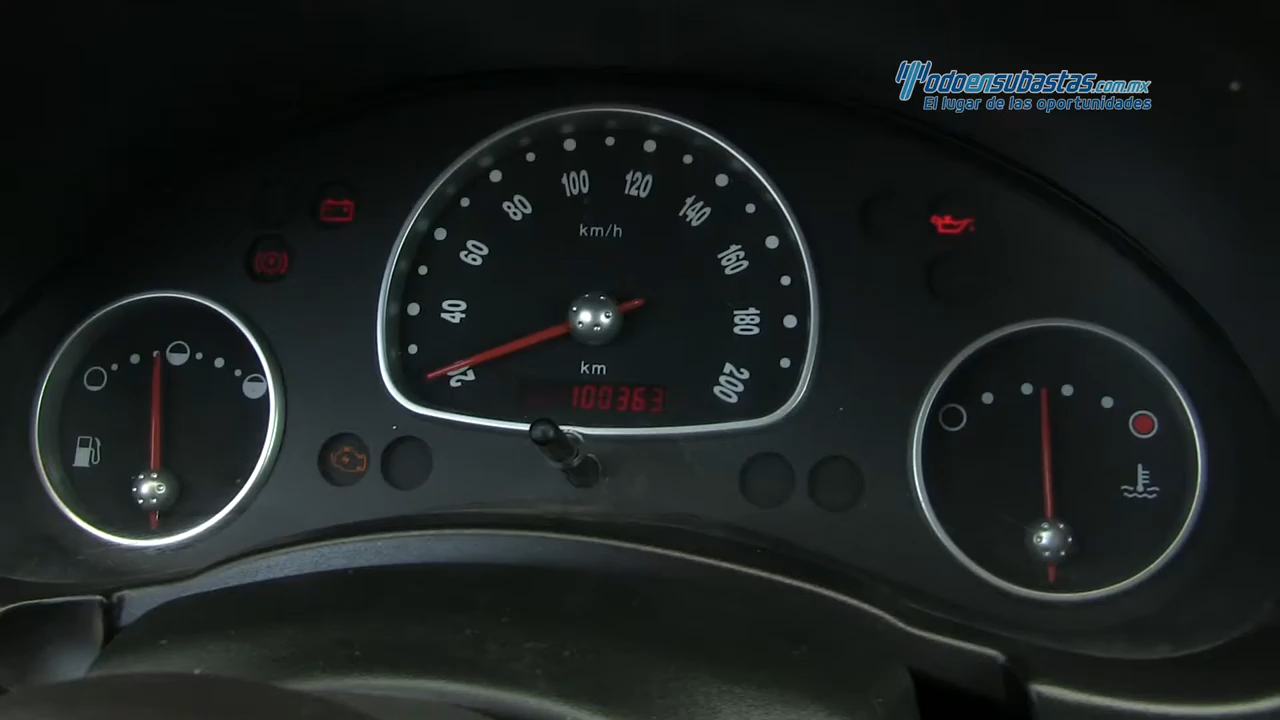 Todoensubastas.com.mx
El lugar de las oportunidades
20 40 60 80 100 120 140 160 180 200
km/h
km
100363